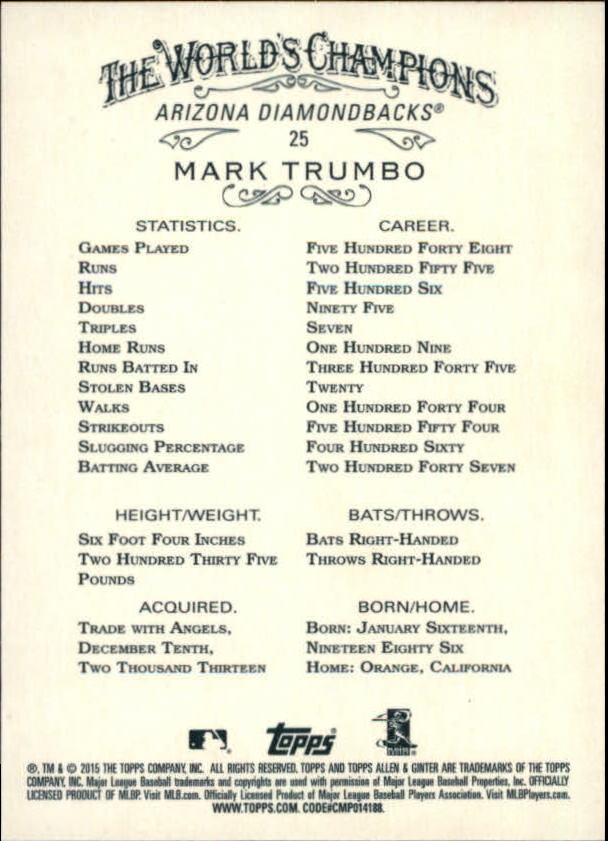 THE WORLD'S CHAMPIONS
ARIZONA DIAMONDBACKS®
25
MARK TRUMBO
STATISTICS. CAREER.
GAMES PLAYED FIVE HUNDRED FORTY EIGHT
RUNS TWO HUNDRED FIFTY FIVE
HITS FIVE HUNDRED SIX
DOUBLES NINETY FIVE
TRIPLES SEVEN
HOME RUNS ONE HUNDRED NINE
RUNS BATTED IN THREE HUNDRED FORTY FIVE
STOLEN BASES TWENTY
WALKS ONE HUNDRED FORTY FOUR
STRIKEOUTS FIVE HUNDRED FIFTY FOUR
SLUGGING PERCENTAGE FOUR HUNDRED SIXTY
BATTING AVERAGE TWO HUNDRED FORTY SEVEN
HEIGHT/WEIGHT. BATS/THROWS.
SIX FOOT FOUR INCHES BATS RIGHT-HANDED
TWO HUNDRED THIRTY FIVE THROWS RIGHT-HANDED
POUNDS
ACQUIRED. BORN/HOME.
TRADE WITH ANGELS, BORN: JANUARY SIXTEENTH,
DECEMBER TENTH, NINETEEN EIGHTY SIX
TWO THOUSAND THIRTEEN HOME: ORANGE, CALIFORNIA
Topps
®, TM & © 2015 THE TOPPS COMPANY, INC. ALL RIGHTS RESERVED. TOPPS AND TOPPS ALLEN & GINTER ARE TRADEMARKS OF THE TOPPS
COMPANY, INC. Major League Baseball trademarks and copyrights are used with permission of Major League Baseball Properties, Inc. OFFICIALLY
LICENSED PRODUCT OF MLBP. Visit MLB.com. Officially Licensed Product of Major League Baseball Players Association. Visit MLBPlayers.com.
WWW.TOPPS.COM. CODE#CMP014188.